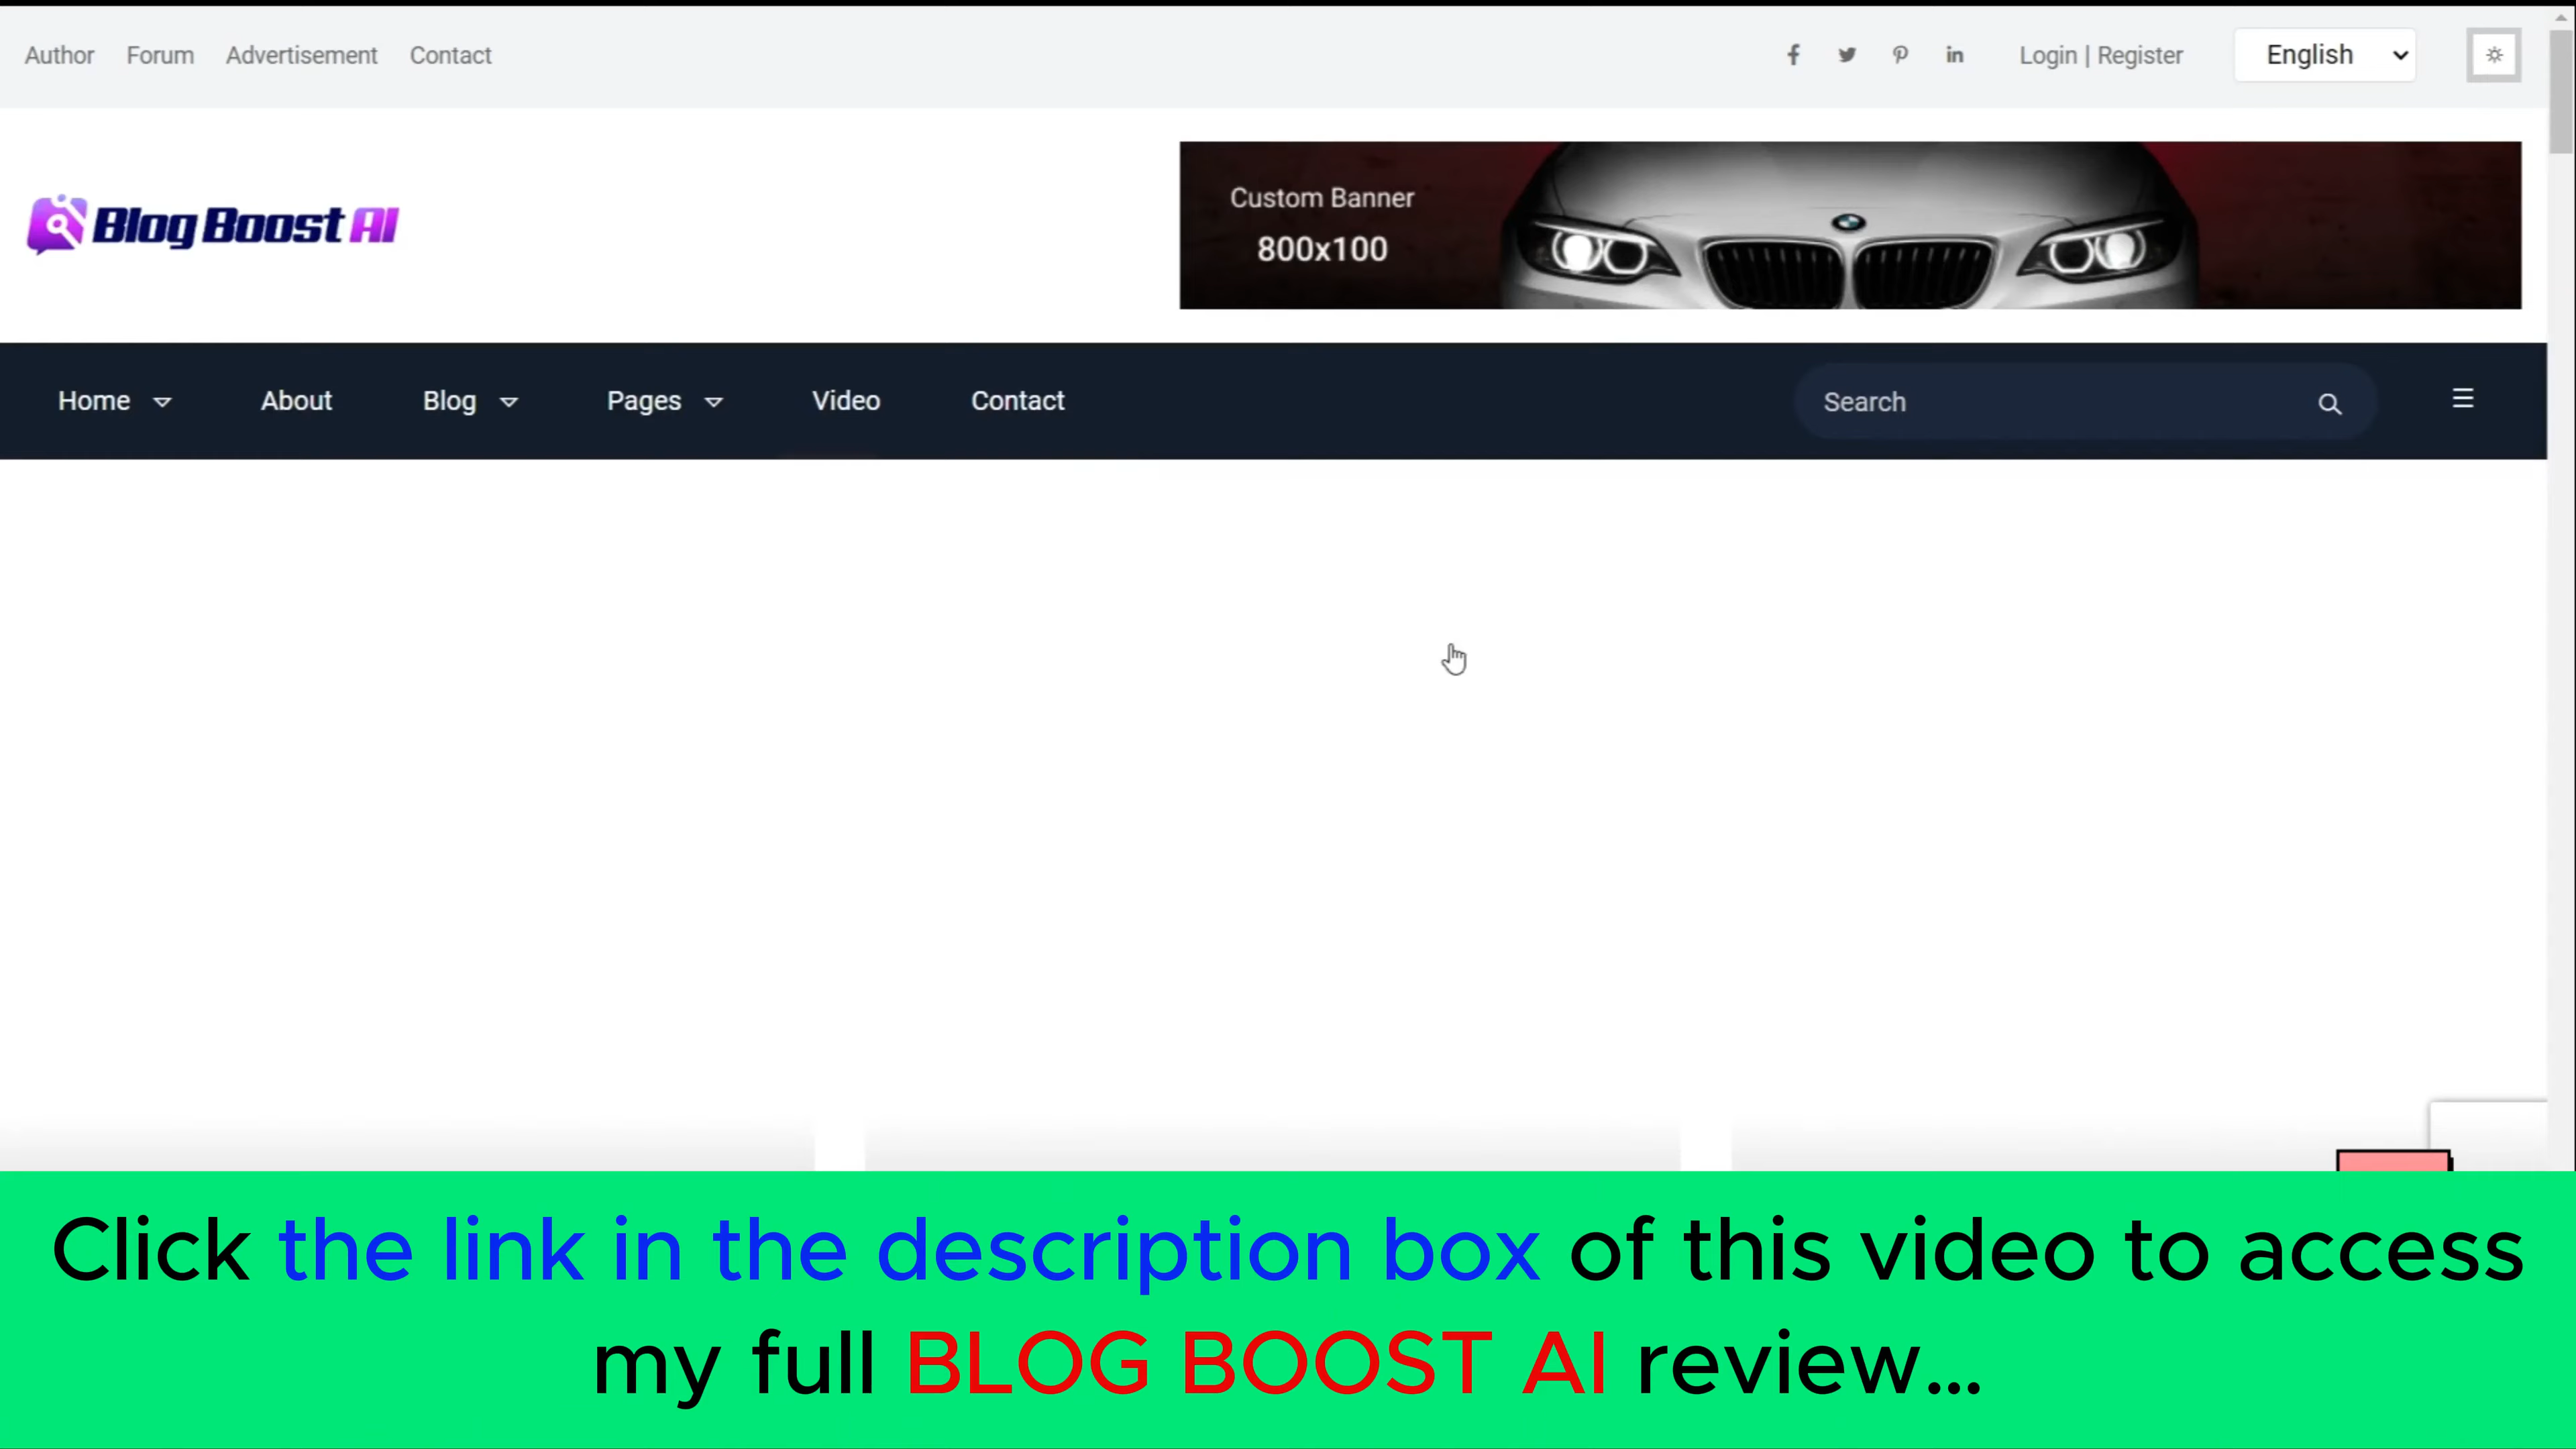 Author Forum Advertisement Contact
Login | Register English
Blog Boost AI
Custom Banner
800x100
Home About Blog Pages Video Contact Search
Click the link in the description box of this video to access
my full BLOG BOOST AI review...